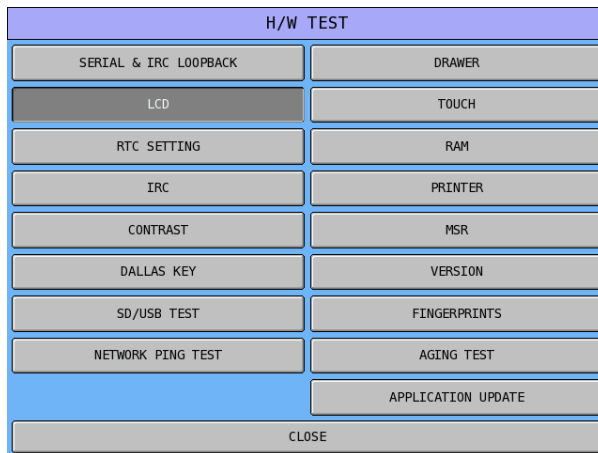 H/W TEST
SERIAL & IRC LOOPBACK
DRAWER
LCD
TOUCH
RTC SETTING
RAM
IRC
PRINTER
CONTRAST
MSR
DALLAS KEY
VERSION
SD/USB TEST
FINGERPRINTS
NETWORK PING TEST
AGING TEST
APPLICATION UPDATE
CLOSE